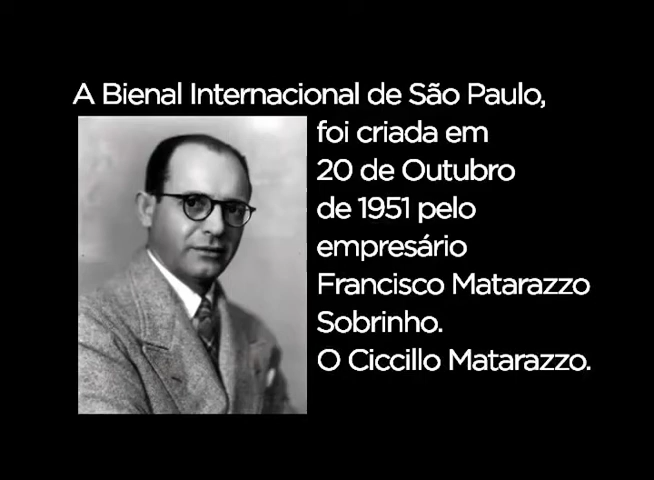 A Bienal Internacional de São Paulo,
foi criada em
20 de Outubro
de 1951 pelo
empresário
Francisco Matarazzo
Sobrinho.
O Ciccillo Matarazzo.